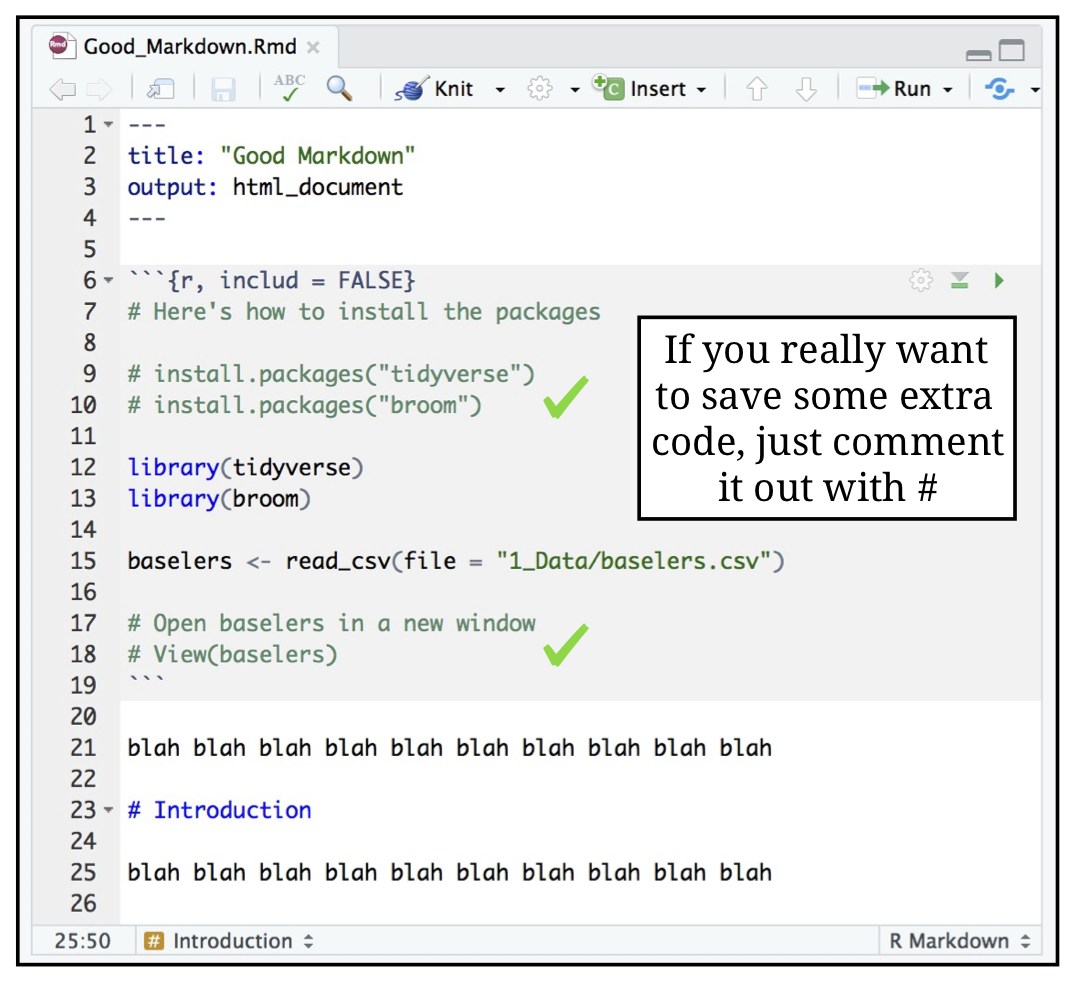 Good_Markdown.Rmd
ABC Knit Insert Run
1 ---
2 title: "Good Markdown"
3 output: html_document
4 ---
5
6 ```{r, includ = FALSE}
7 # Here's how to install the packages
8
9 # install.packages("tidyverse")
10 # install.packages("broom")
11
12 library(tidyverse)
13 library(broom)
14
15 baselers <- read_csv(file = "1_Data/baselers.csv")
16
17 # Open baselers in a new window
18 # View(baselers)
19 ```
20
21 blah blah blah blah blah blah blah blah blah blah
22
23 # Introduction
24
25 blah blah blah blah blah blah blah blah blah blah
26
If you really want
to save some extra
code, just comment
it out with #
25:50 # Introduction R Markdown